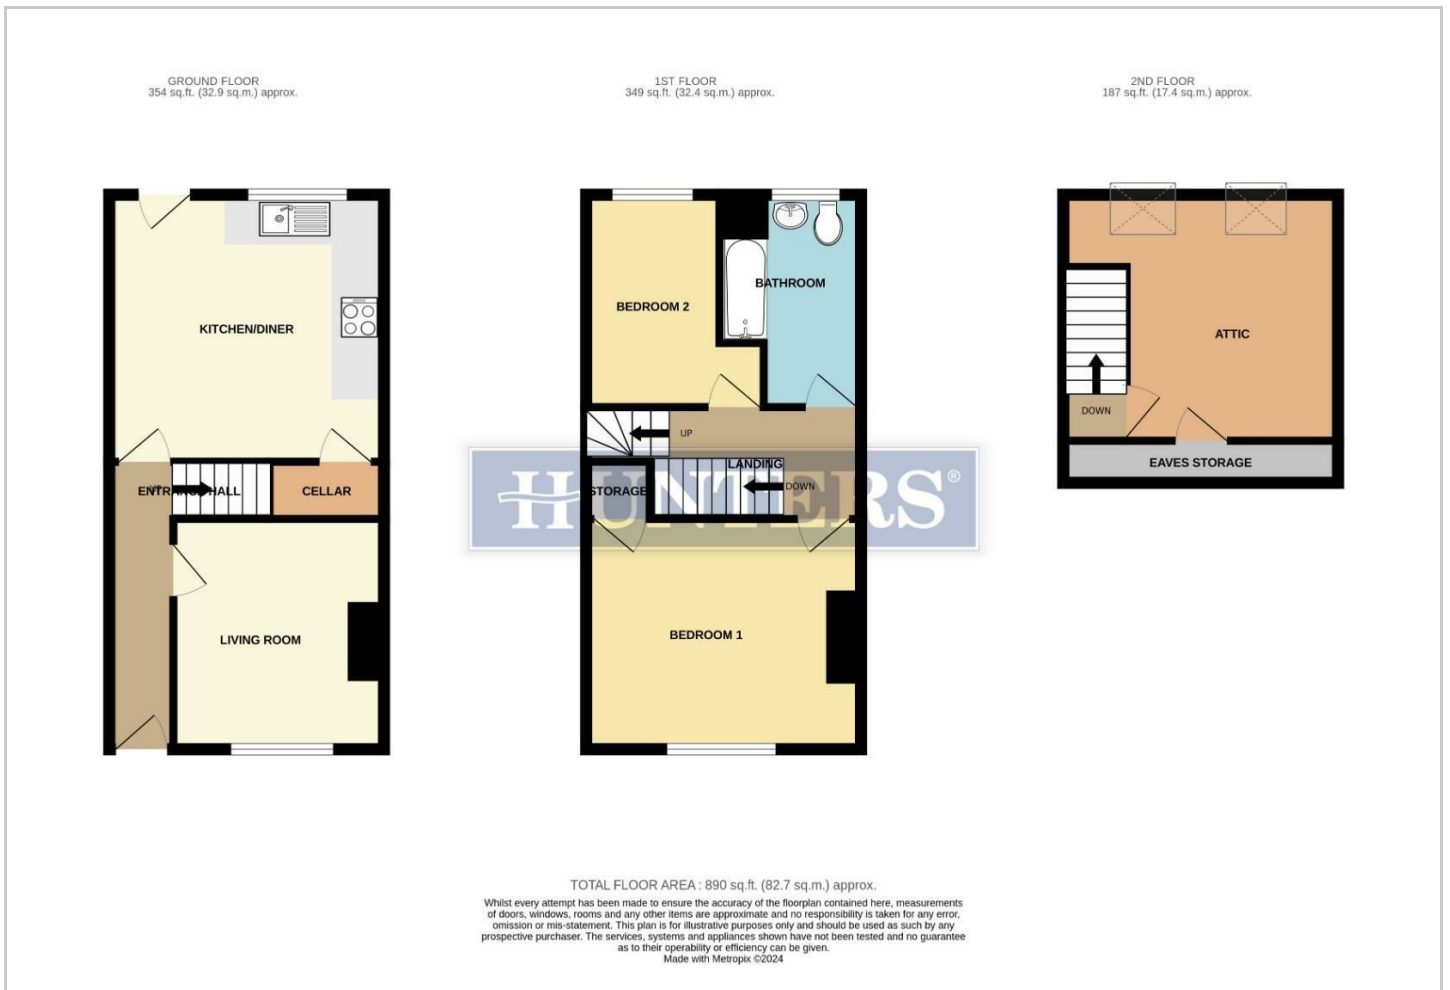 GROUND FLOOR
354 sq.ft. (32.9 sq.m.) approx.
1ST FLOOR
349 sq.ft. (32.4 sq.m.) approx.
2ND FLOOR
187 sq.ft. (17.4 sq.m.) approx.
KITCHEN/DINER
ENTRANCE HALL
UP
CELLAR
LIVING ROOM
BEDROOM 2
BATHROOM
UP
LANDING
DOWN
STORAGE
BEDROOM 1
HUNTERS®
ATTIC
DOWN
EAVES STORAGE
TOTAL FLOOR AREA : 890 sq.ft. (82.7 sq.m.) approx.
Whilst every attempt has been made to ensure the accuracy of the floorplan contained here, measurements
of doors, windows, rooms and any other items are approximate and no responsibility is taken for any error,
omission or mis-statement. This plan is for illustrative purposes only and should be used as such by any
prospective purchaser. The services, systems and appliances shown have not been tested and no guarantee
as to their operability or efficiency can be given.
Made with Metropix ©2024